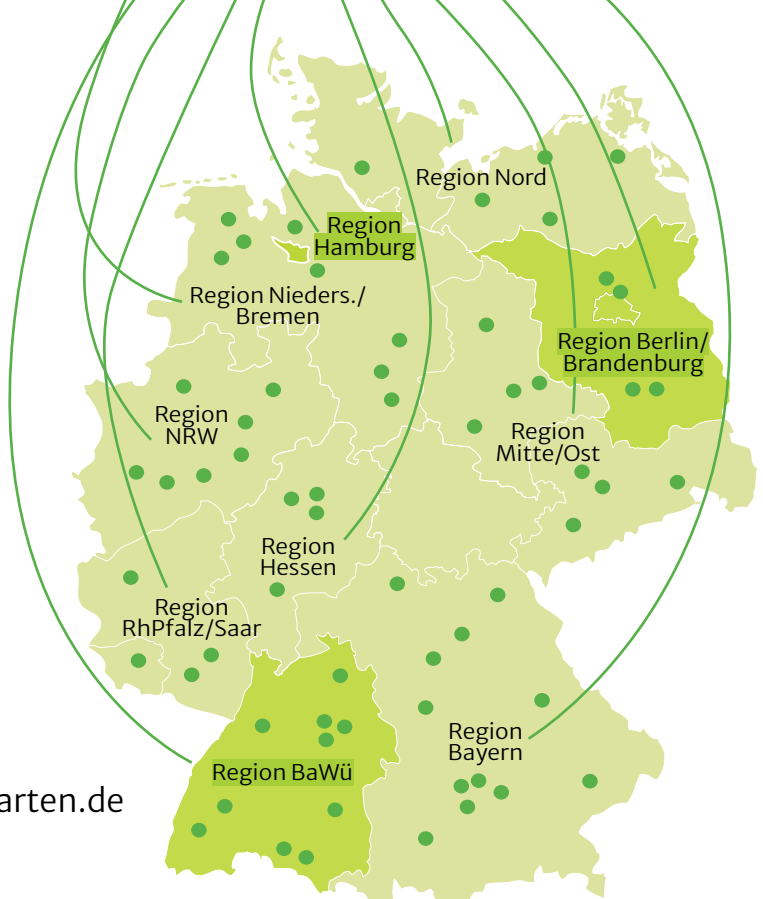 Region Nord
Region
Hamburg
Region Nieders./
Bremen
Region Berlin/
Brandenburg
Region
NRW
Region
Mitte/Ost
Region
Hessen
Region
RhPfalz/Saar
Region
Bayern
Region BaWü
arten.de